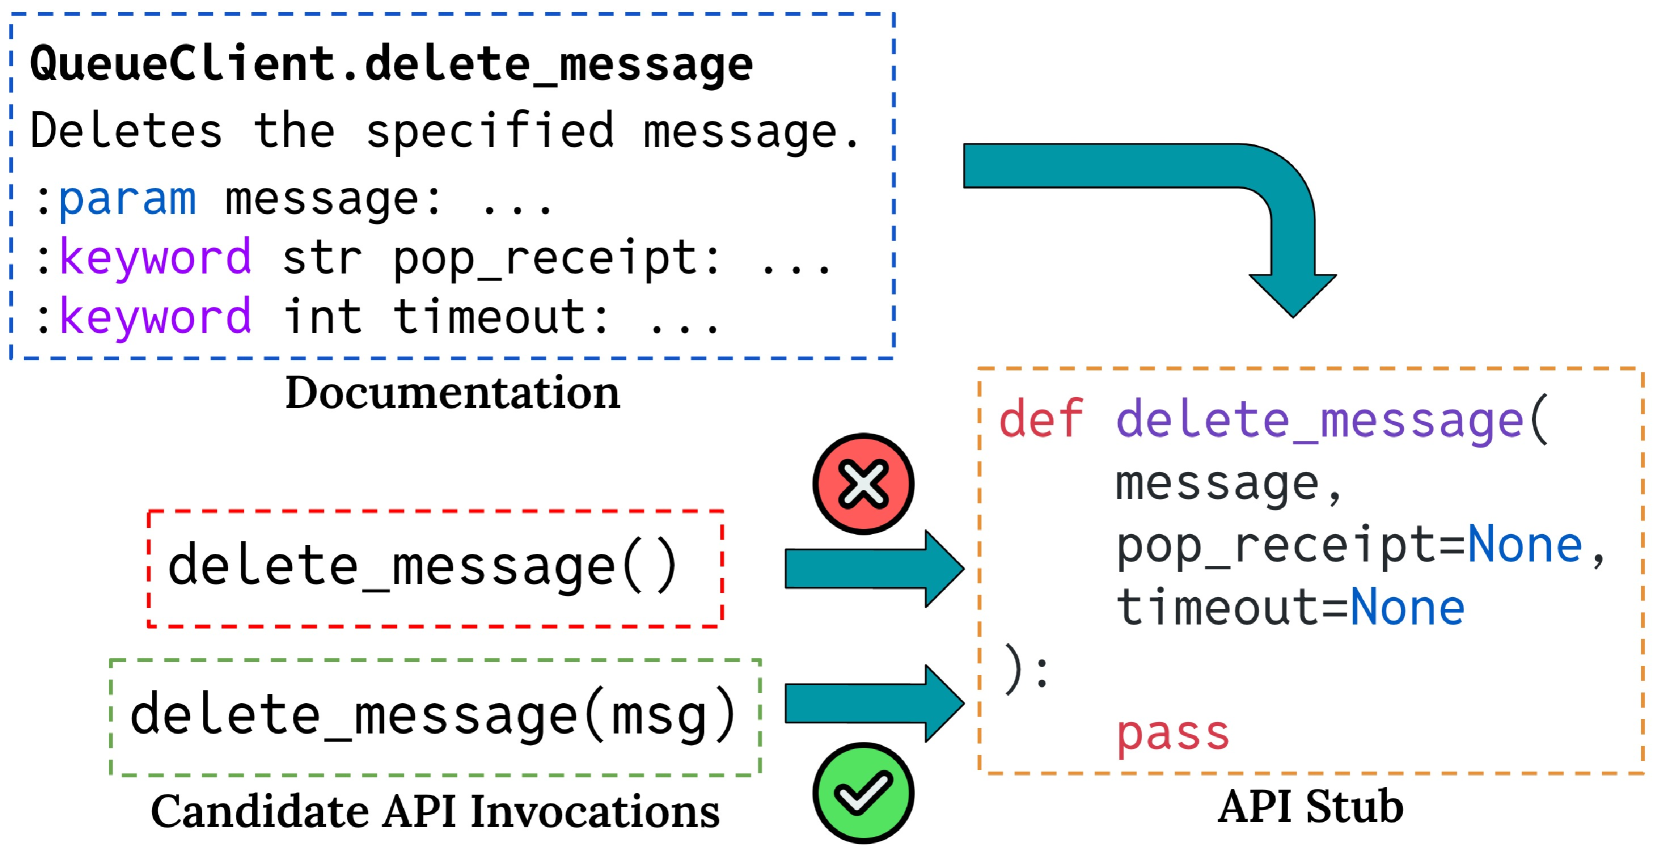 QueueClient.delete_message
Deletes the specified message.
:param message: ...
:keyword str pop_receipt: ...
:keyword int timeout: ...
Documentation
delete_message()
delete_message(msg)
Candidate API Invocations
def delete_message(
message,
pop_receipt=None,
timeout=None
):
pass
API Stub